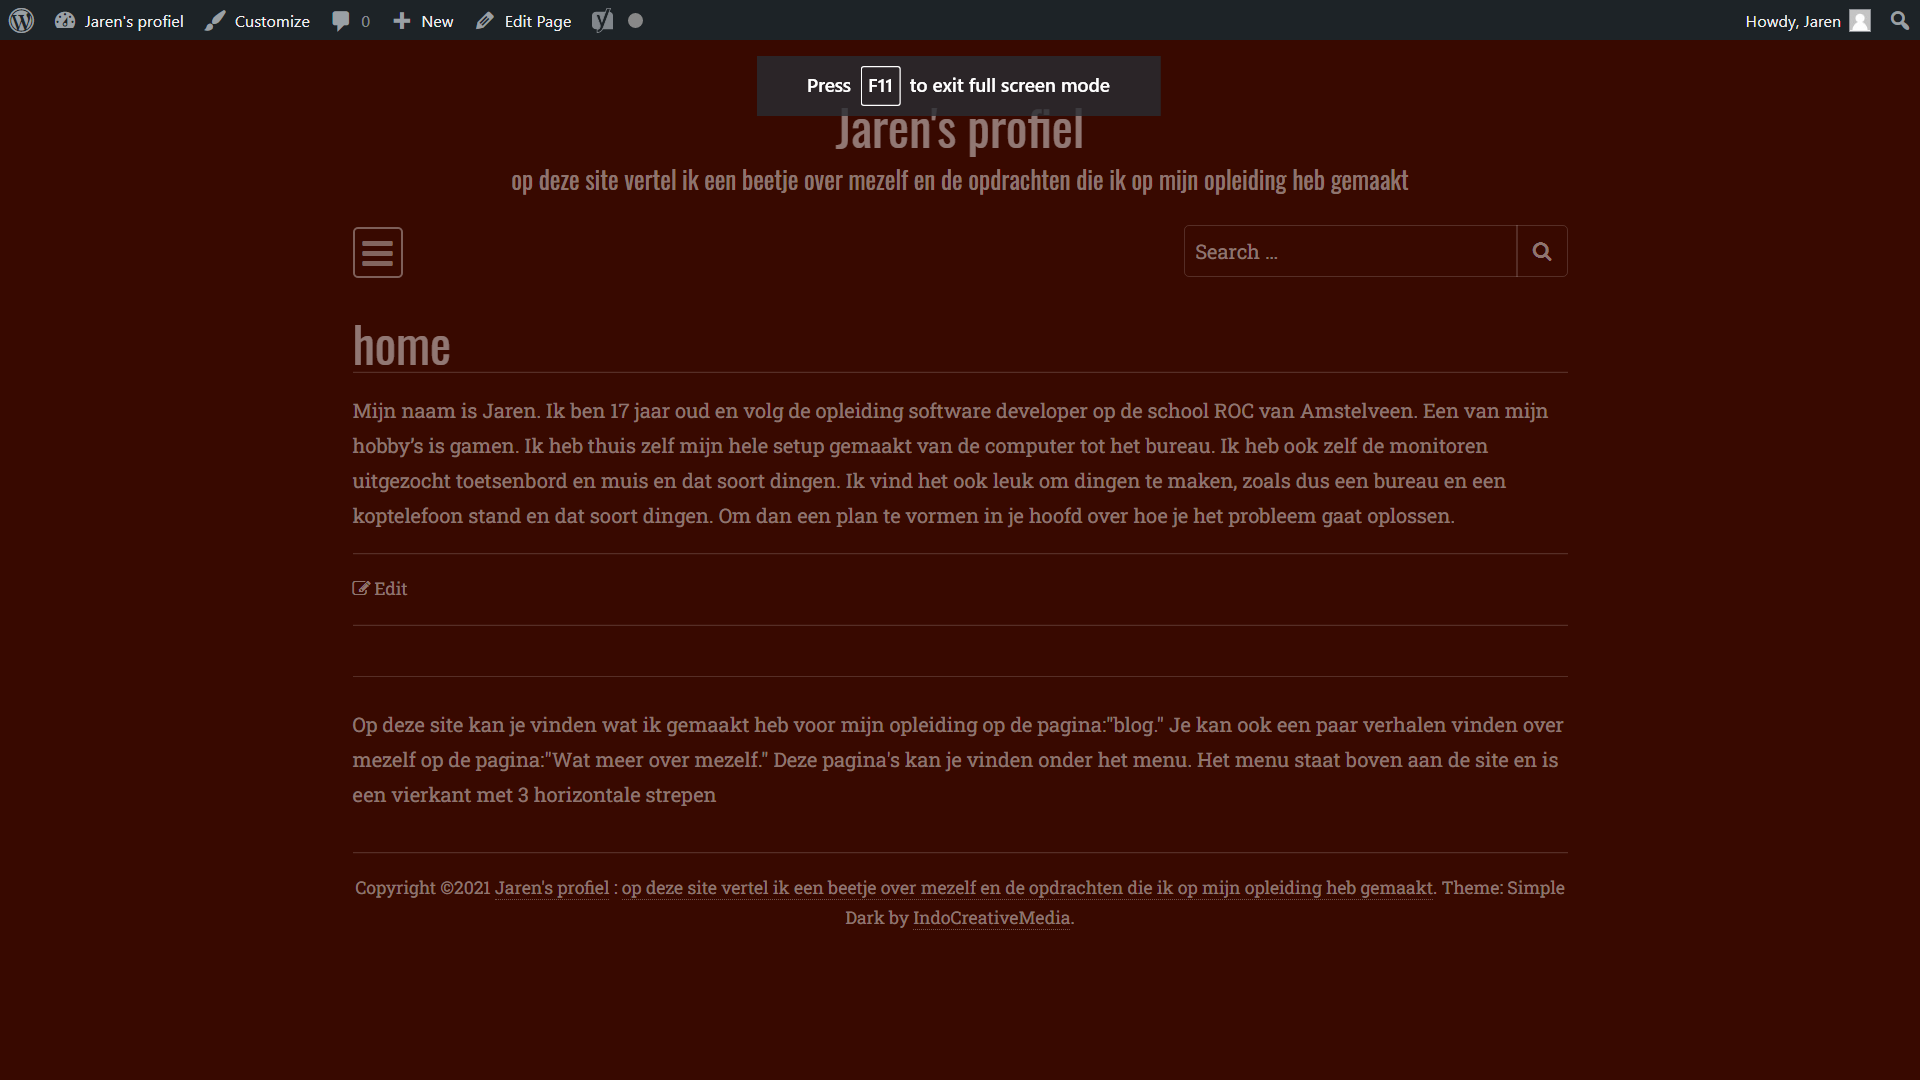 Jaren's profiel Customize 0 New Edit Page Howdy, Jaren
Press F11 to exit full screen mode
Jaren's profiel
op deze site vertel ik een beetje over mezelf en de opdrachten die ik op mijn opleiding heb gemaakt
Search ...
home
Mijn naam is Jaren. Ik ben 17 jaar oud en volg de opleiding software developer op de school ROC van Amstelveen. Een van mijn
hobby’s is gamen. Ik heb thuis zelf mijn hele setup gemaakt van de computer tot het bureau. Ik heb ook zelf de monitoren
uitgezocht toetsenbord en muis en dat soort dingen. Ik vind het ook leuk om dingen te maken, zoals dus een bureau en een
koptelefoon stand en dat soort dingen. Om dan een plan te vormen in je hoofd over hoe je het probleem gaat oplossen.
Edit
Op deze site kan je vinden wat ik gemaakt heb voor mijn opleiding op de pagina:"blog." Je kan ook een paar verhalen vinden over
mezelf op de pagina:"Wat meer over mezelf." Deze pagina's kan je vinden onder het menu. Het menu staat boven aan de site en is
een vierkant met 3 horizontale strepen
Copyright ©2021 Jaren's profiel : op deze site vertel ik een beetje over mezelf en de opdrachten die ik op mijn opleiding heb gemaakt. Theme: Simple
Dark by IndoCreativeMedia.